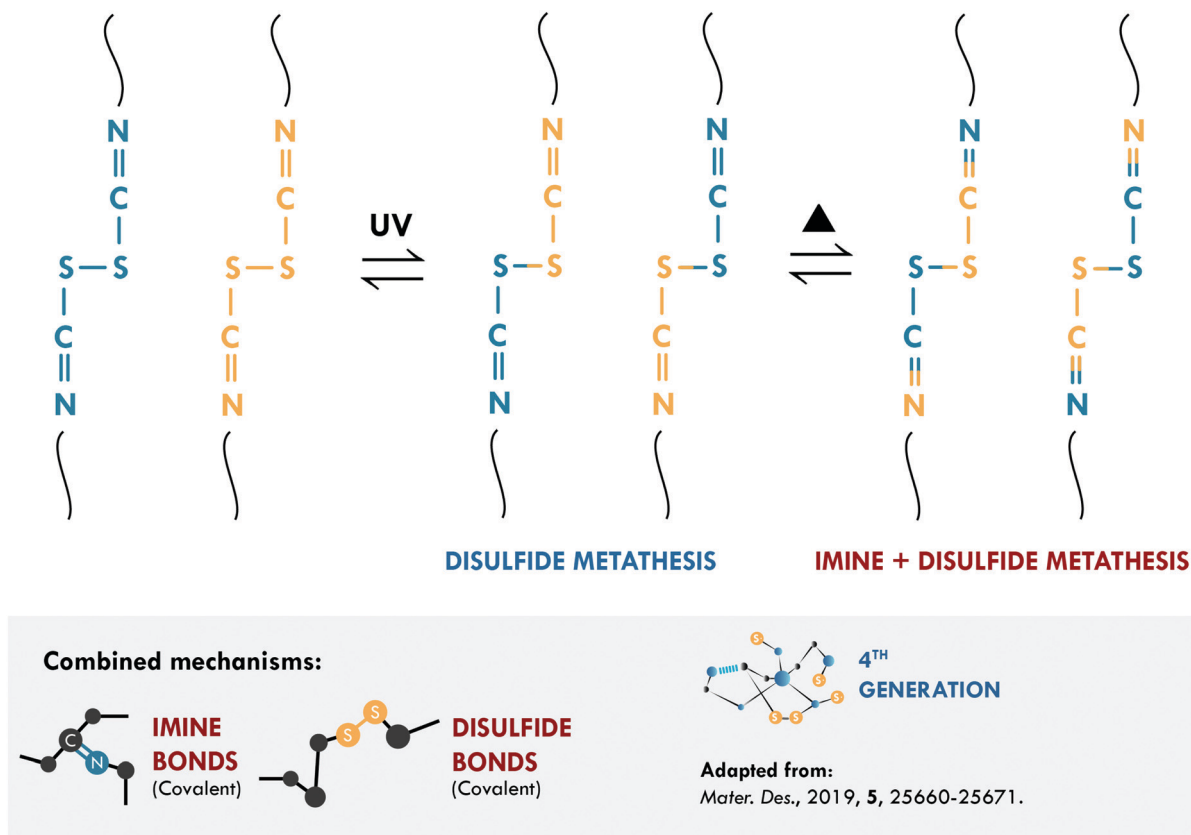 N N N N N N
C C C C C C
UV
S S S S S S S S S S S S
C C C C C C
N N N N N N
DISULFIDE METATHESIS
IMINE + DISULFIDE METATHESIS
Combined mechanisms:
C N
IMINE
BONDS
(Covalent)
S S
DISULFIDE
BONDS
(Covalent)
S S S S S
4TH
GENERATION
Adapted from:
Mater. Des., 2019, 5, 25660-25671.